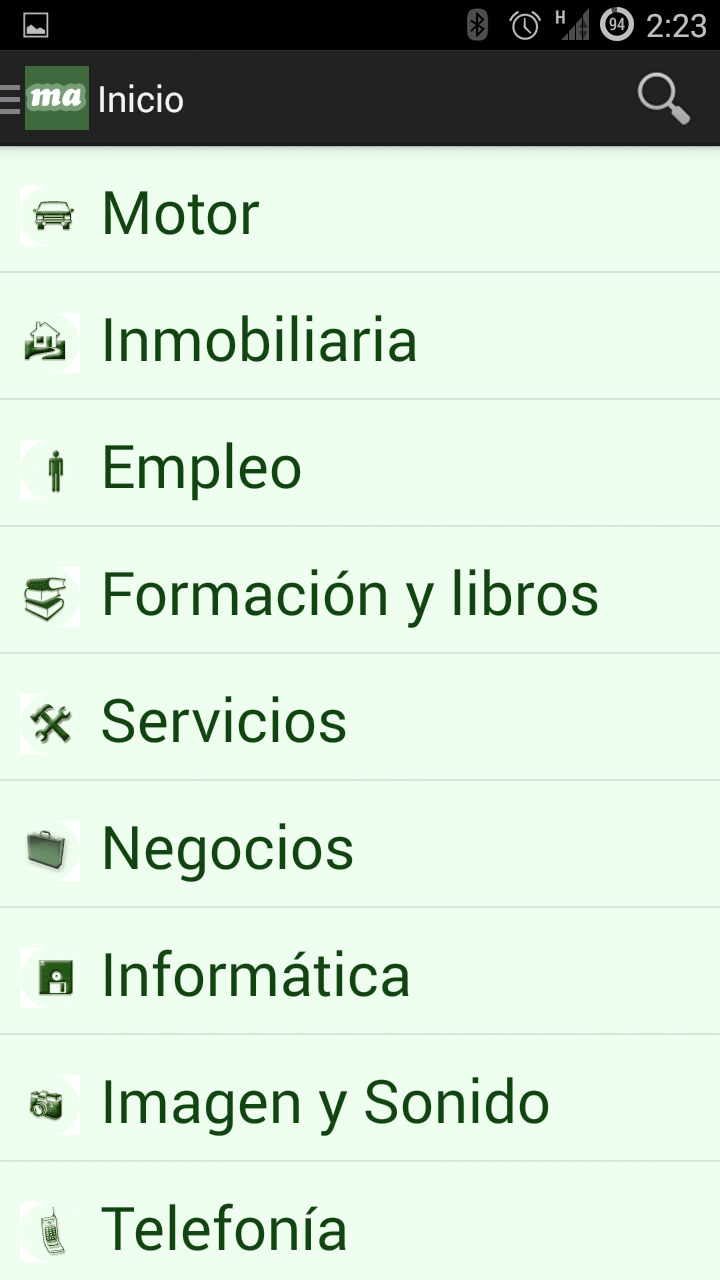 H 94 2:23
ma Inicio
Motor
Inmobiliaria
Empleo
Formación y libros
Servicios
Negocios
Informática
Imagen y Sonido
Telefonía